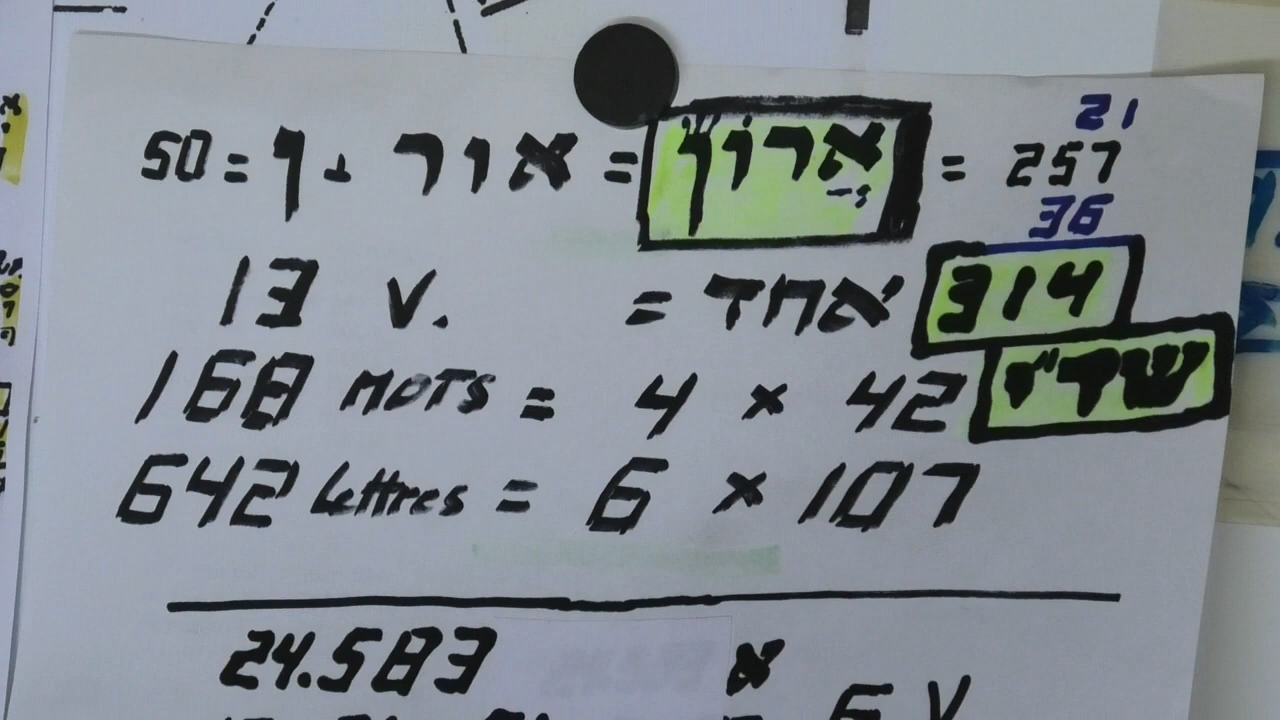 21
50 = ן + אור = ארון = 257
36
13 V. = אחד 314
168 MOTS = 4 × 42 שדי
642 lettres = 6 × 107
24.583 א
6 V